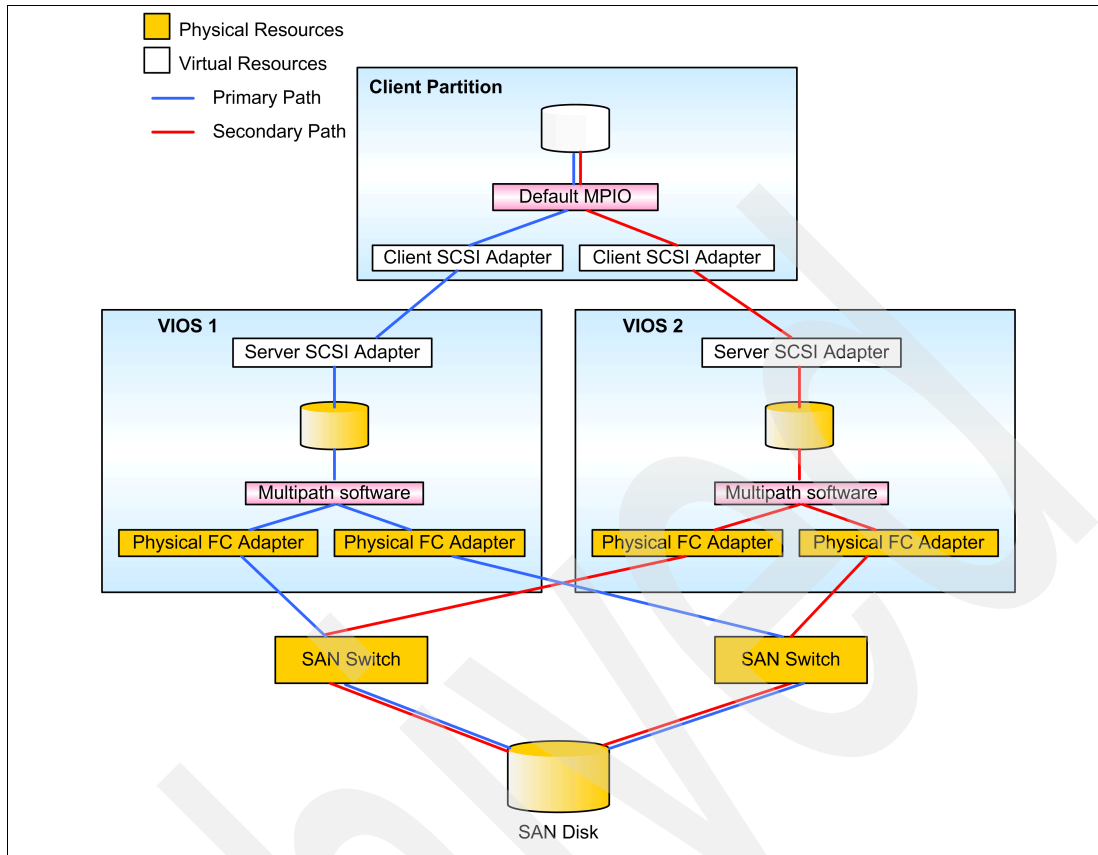 Physical Resources
Virtual Resources
Primary Path
Secondary Path
Client Partition
Default MPIO
Client SCSI Adapter
Client SCSI Adapter
VIOS 1
VIOS 2
Server SCSI Adapter
Server SCSI Adapter
Multipath software
Multipath software
Physical FC Adapter
Physical FC Adapter
Physical FC Adapter
Physical FC Adapter
SAN Switch
SAN Switch
SAN Disk